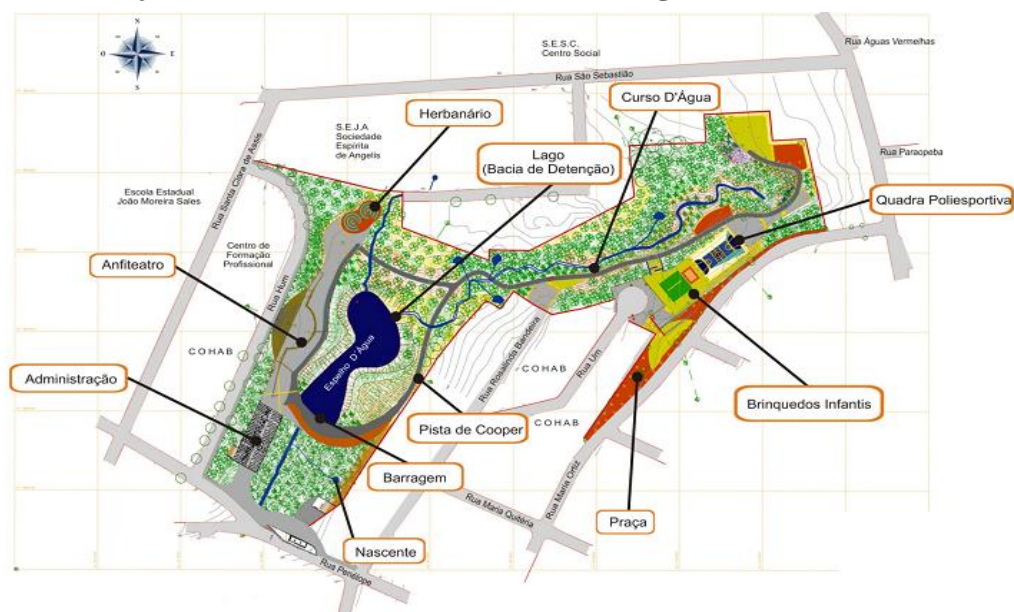 N
O
E
S
S.E.S.C.
Centro Social
Rua Águas Vermelhas
Rua São Sebastião
Curso D'Água
Herbanário
S.E.J.A
Sociedade
Espírita
de Angelis
Lago
(Bacia de Detenção)
Rua Paraopeba
Rua Santa Clara de Assis
Escola Estadual
João Moreira Sales
Quadra Poliesportiva
Centro de
Formação
Profissional
Anfiteatro
Rua Hum
Espelho D'Água
Rua Rosalinda Bandeira
Rua Um
COHAB
COHAB
Administração
Brinquedos Infantis
Pista de Cooper
COHAB
Barragem
Rua Maria Ortiz
Rua Maria Quitéria
Praça
Nascente
Rua Penélope